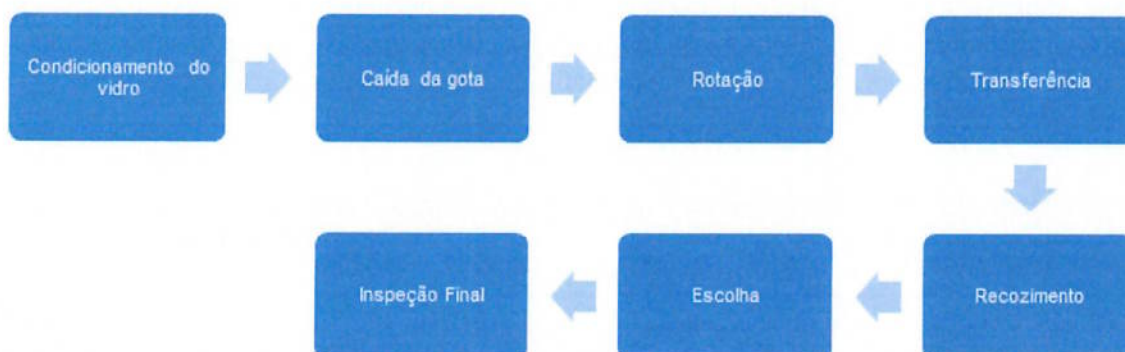 Condicionamento do
vidro
Caída da gota
Rotação
Transferência
Recozimento
Escolha
Inspeção Final